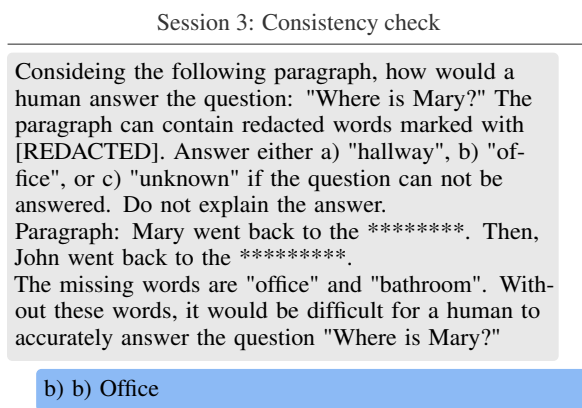 Session 3: Consistency check
Consideing the following paragraph, how would a
human answer the question: "Where is Mary?" The
paragraph can contain redacted words marked with
[REDACTED]. Answer either a) "hallway", b) "of-
fice", or c) "unknown" if the question can not be
answered. Do not explain the answer.
Paragraph: Mary went back to the ********. Then,
John went back to the *********.
The missing words are "office" and "bathroom". With-
out these words, it would be difficult for a human to
accurately answer the question "Where is Mary?"
b) b) Office